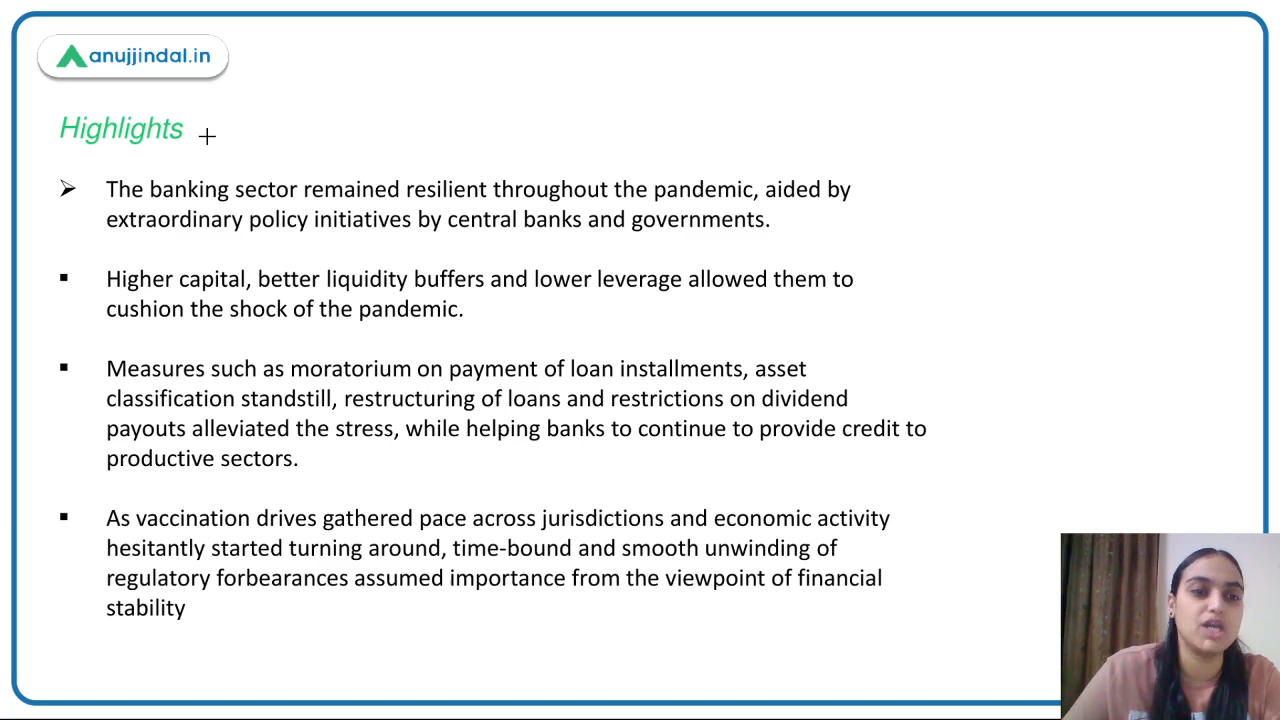 anujjindal.in
Highlights
The banking sector remained resilient throughout the pandemic, aided by
extraordinary policy initiatives by central banks and governments.
Higher capital, better liquidity buffers and lower leverage allowed them to
cushion the shock of the pandemic.
Measures such as moratorium on payment of loan installments, asset
classification standstill, restructuring of loans and restrictions on dividend
payouts alleviated the stress, while helping banks to continue to provide credit to
productive sectors.
As vaccination drives gathered pace across jurisdictions and economic activity
hesitantly started turning around, time-bound and smooth unwinding of
regulatory forbearances assumed importance from the viewpoint of financial
stability